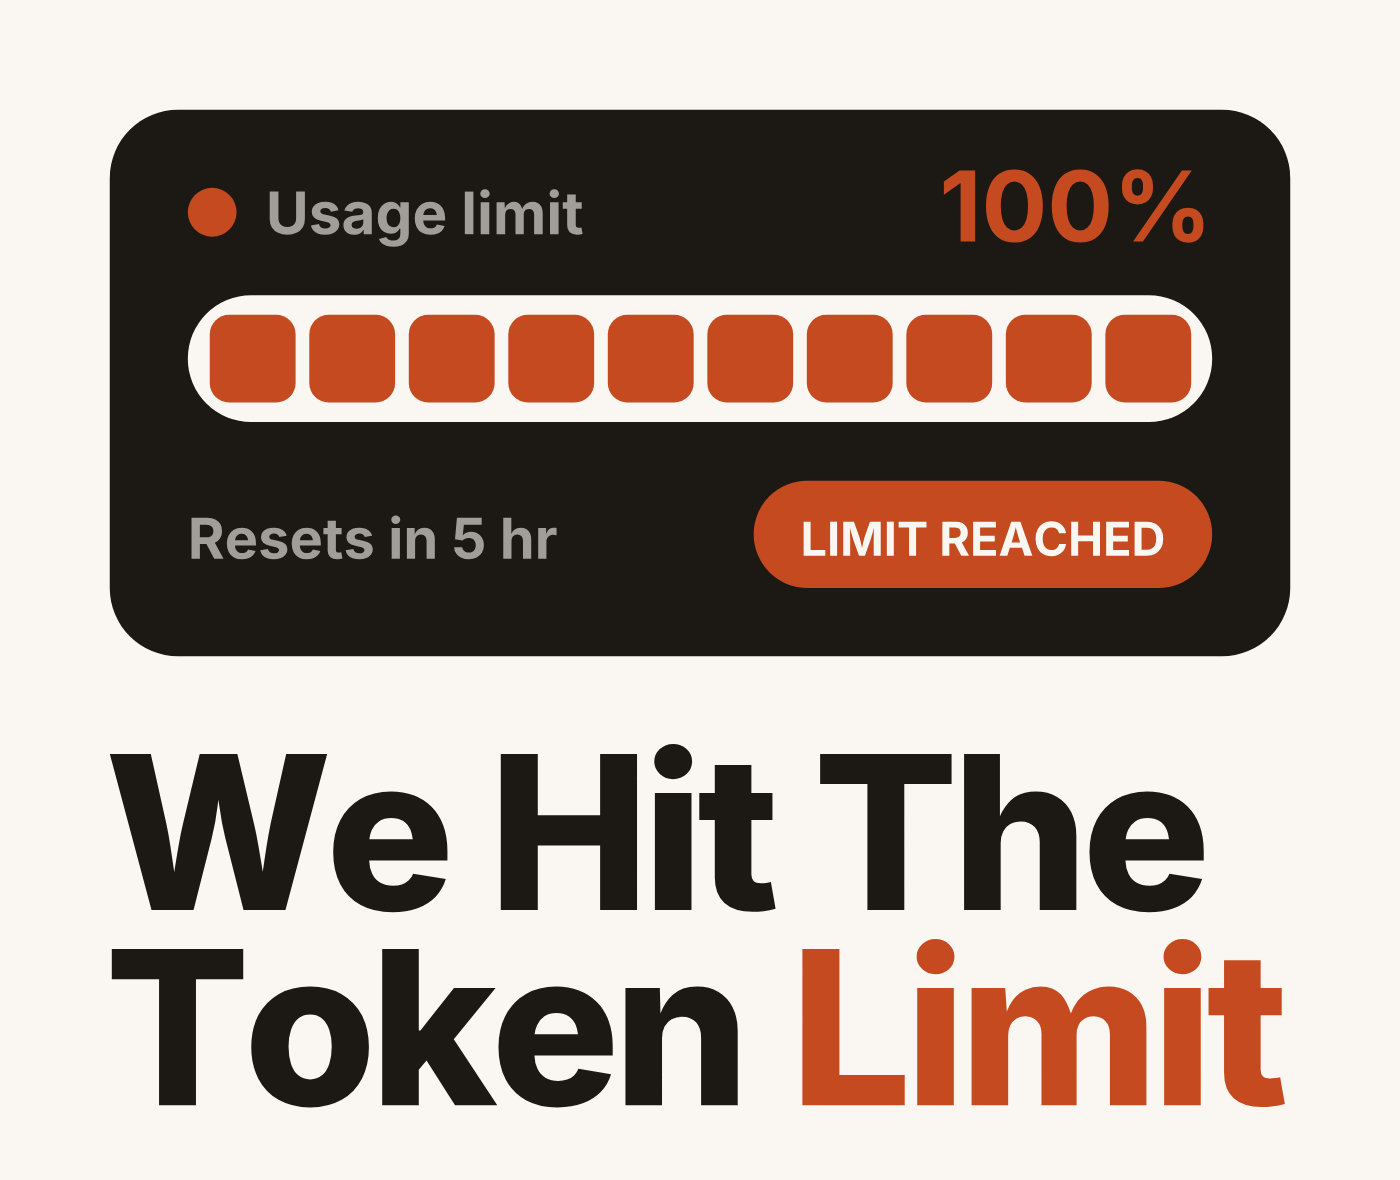 Usage limit
100%
Resets in 5 hr
LIMIT REACHED
We Hit The
Token Limit